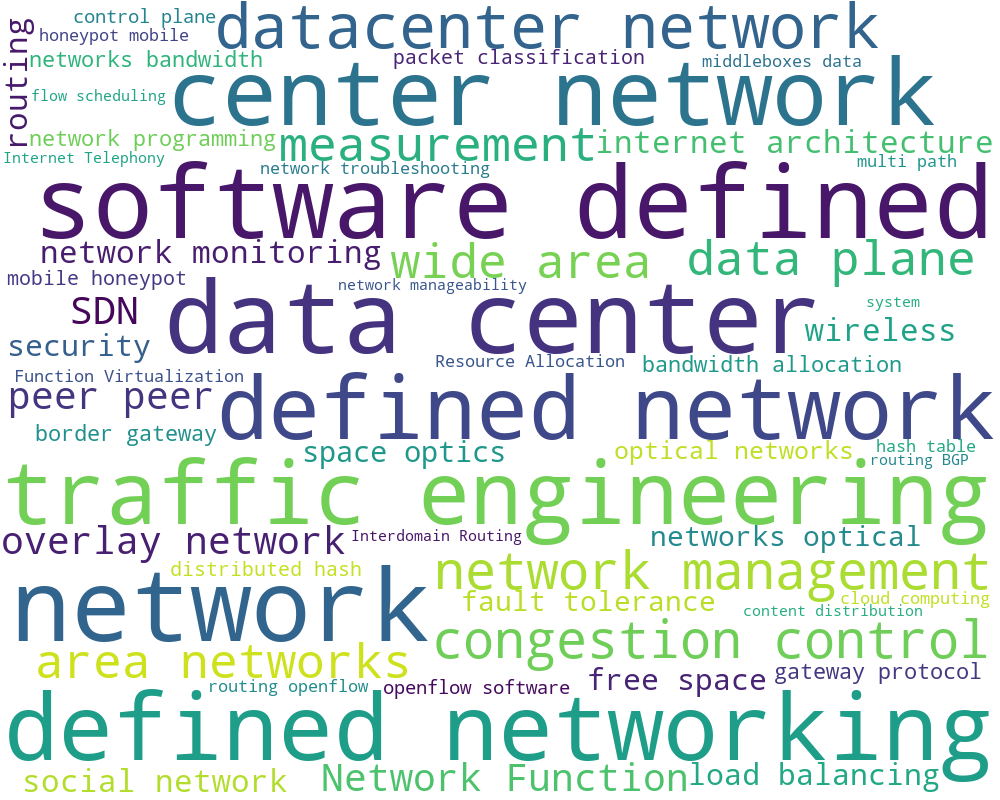 control plane
datacenter network
routing
honeypot mobile
networks bandwidth
packet classification
middleboxes data
center network
flow scheduling
network programming
measurement
internet architecture
Internet Telephony
network troubleshooting
multi path
software defined
network monitoring
wide area
data plane
mobile honeypot
network manageability
data center
SDN
system
wireless
security
Resource Allocation
bandwidth allocation
Function Virtualization
peer peer
defined network
border gateway
space optics
optical networks
hash table
routing BGP
traffic engineering
overlay network
Interdomain Routing
networks optical
distributed hash
network management
network
fault tolerance
cloud computing
content distribution
congestion control
area networks
routing openflow
openflow software
free space
gateway protocol
defined networking
social network
Network Function
load balancing